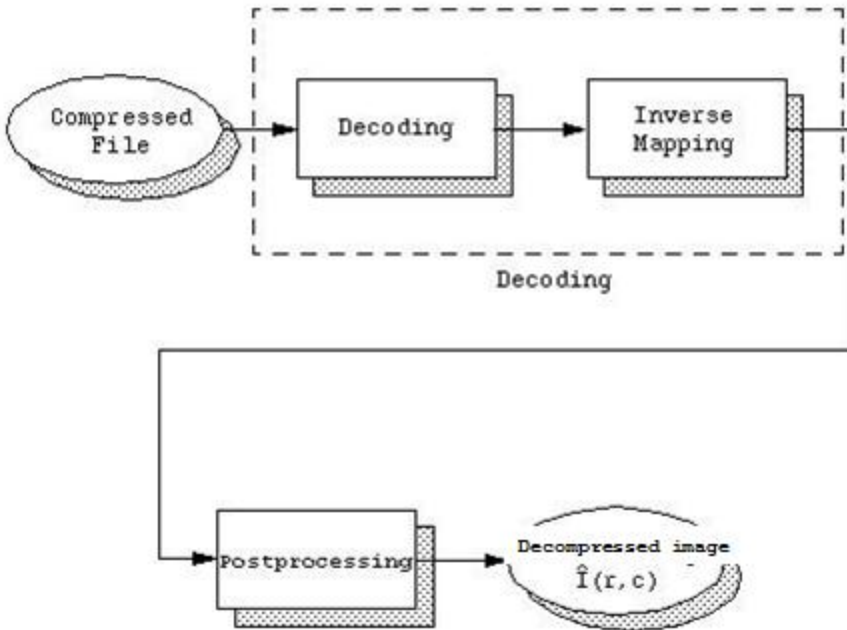 Compressed
File
Decoding
Inverse
Mapping
Decoding
Postprocessing
Decompressed image
Î(r,c)